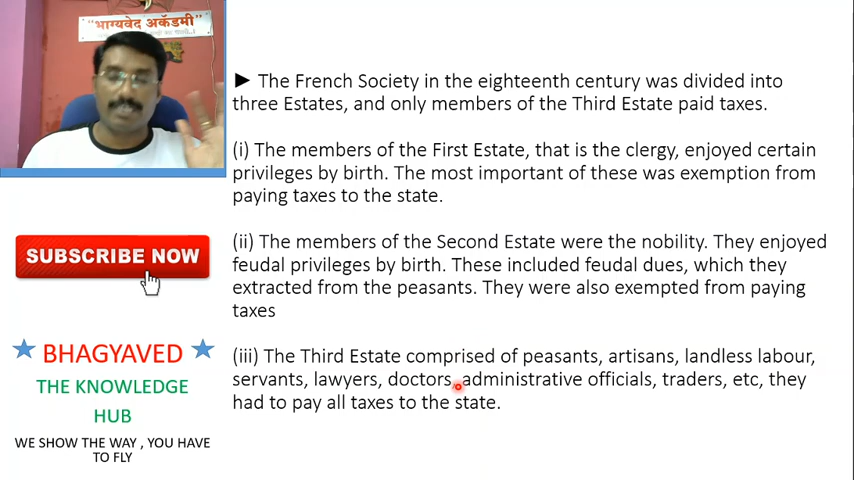 "भाग्यवेद अकॅडमी"
► The French Society in the eighteenth century was divided into
three Estates, and only members of the Third Estate paid taxes.
(i) The members of the First Estate, that is the clergy, enjoyed certain
privileges by birth. The most important of these was exemption from
paying taxes to the state.
(ii) The members of the Second Estate were the nobility. They enjoyed
feudal privileges by birth. These included feudal dues, which they
extracted from the peasants. They were also exempted from paying
taxes
(iii) The Third Estate comprised of peasants, artisans, landless labour,
servants, lawyers, doctors, administrative officials, traders, etc, they
had to pay all taxes to the state.
SUBSCRIBE NOW
BHAGYAVED
THE KNOWLEDGE
HUB
WE SHOW THE WAY , YOU HAVE
TO FLY